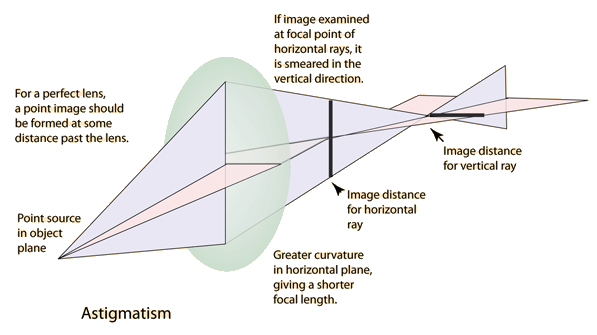 If image examined
at focal point of
horizontal rays, it
is smeared in the
vertical direction.
For a perfect lens,
a point image should
be formed at some
distance past the lens.
Image distance
for vertical ray
Image distance
for horizontal
ray
Point source
in object
plane
Greater curvature
in horizontal plane,
giving a shorter
focal length.
Astigmatism